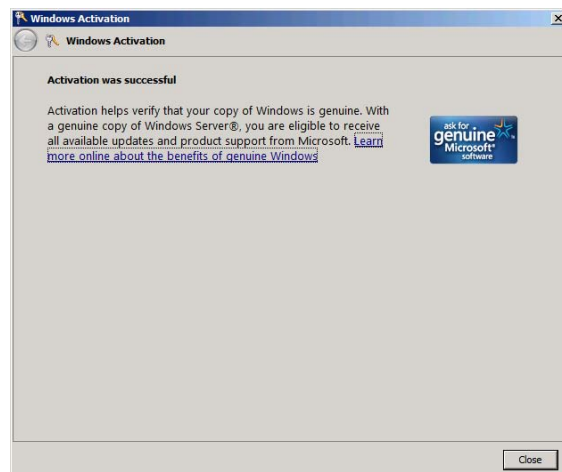 Windows Activation
Windows Activation
Activation was successful
Activation helps verify that your copy of Windows is genuine. With
a genuine copy of Windows Server®, you are eligible to receive
all available updates and product support from Microsoft. Learn
more online about the benefits of genuine Windows
ask for
genuine
Microsoft®
software
Close